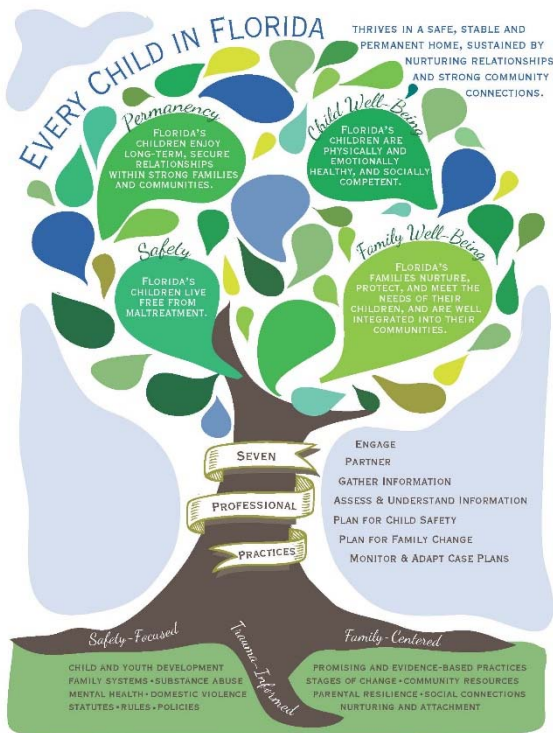 EVERY CHILD IN FLORIDA
THRIVES IN A SAFE, STABLE AND
PERMANENT HOME, SUSTAINED BY
NURTURING RELATIONSHIPS
AND STRONG COMMUNITY
CONNECTIONS.
Permanency
FLORIDA'S
CHILDREN ENJOY
LONG-TERM, SECURE
RELATIONSHIPS
WITHIN STRONG FAMILIES
AND COMMUNITIES.
Child Well-Being
FLORIDA'S
CHILDREN ARE
PHYSICALLY AND
EMOTIONALLY
HEALTHY, AND SOCIALLY
COMPETENT.
Safety
FLORIDA'S
CHILDREN LIVE
FREE FROM
MALTREATMENT.
Family Well-Being
FLORIDA'S
FAMILIES NURTURE,
PROTECT, AND MEET THE
NEEDS OF THEIR
CHILDREN, AND ARE WELL
INTEGRATED INTO THEIR
COMMUNITIES.
SEVEN
PROFESSIONAL
PRACTICES
ENGAGE
PARTNER
GATHER INFORMATION
ASSESS & UNDERSTAND INFORMATION
PLAN FOR CHILD SAFETY
PLAN FOR FAMILY CHANGE
MONITOR & ADAPT CASE PLANS
Safety-Focused
Trauma-Informed
Family-Centered
CHILD AND YOUTH DEVELOPMENT
FAMILY SYSTEMS • SUBSTANCE ABUSE
MENTAL HEALTH • DOMESTIC VIOLENCE
STATUTES • RULES • POLICIES
PROMISING AND EVIDENCE-BASED PRACTICES
STAGES OF CHANGE • COMMUNITY RESOURCES
PARENTAL RESILIENCE • SOCIAL CONNECTIONS
NURTURING AND ATTACHMENT